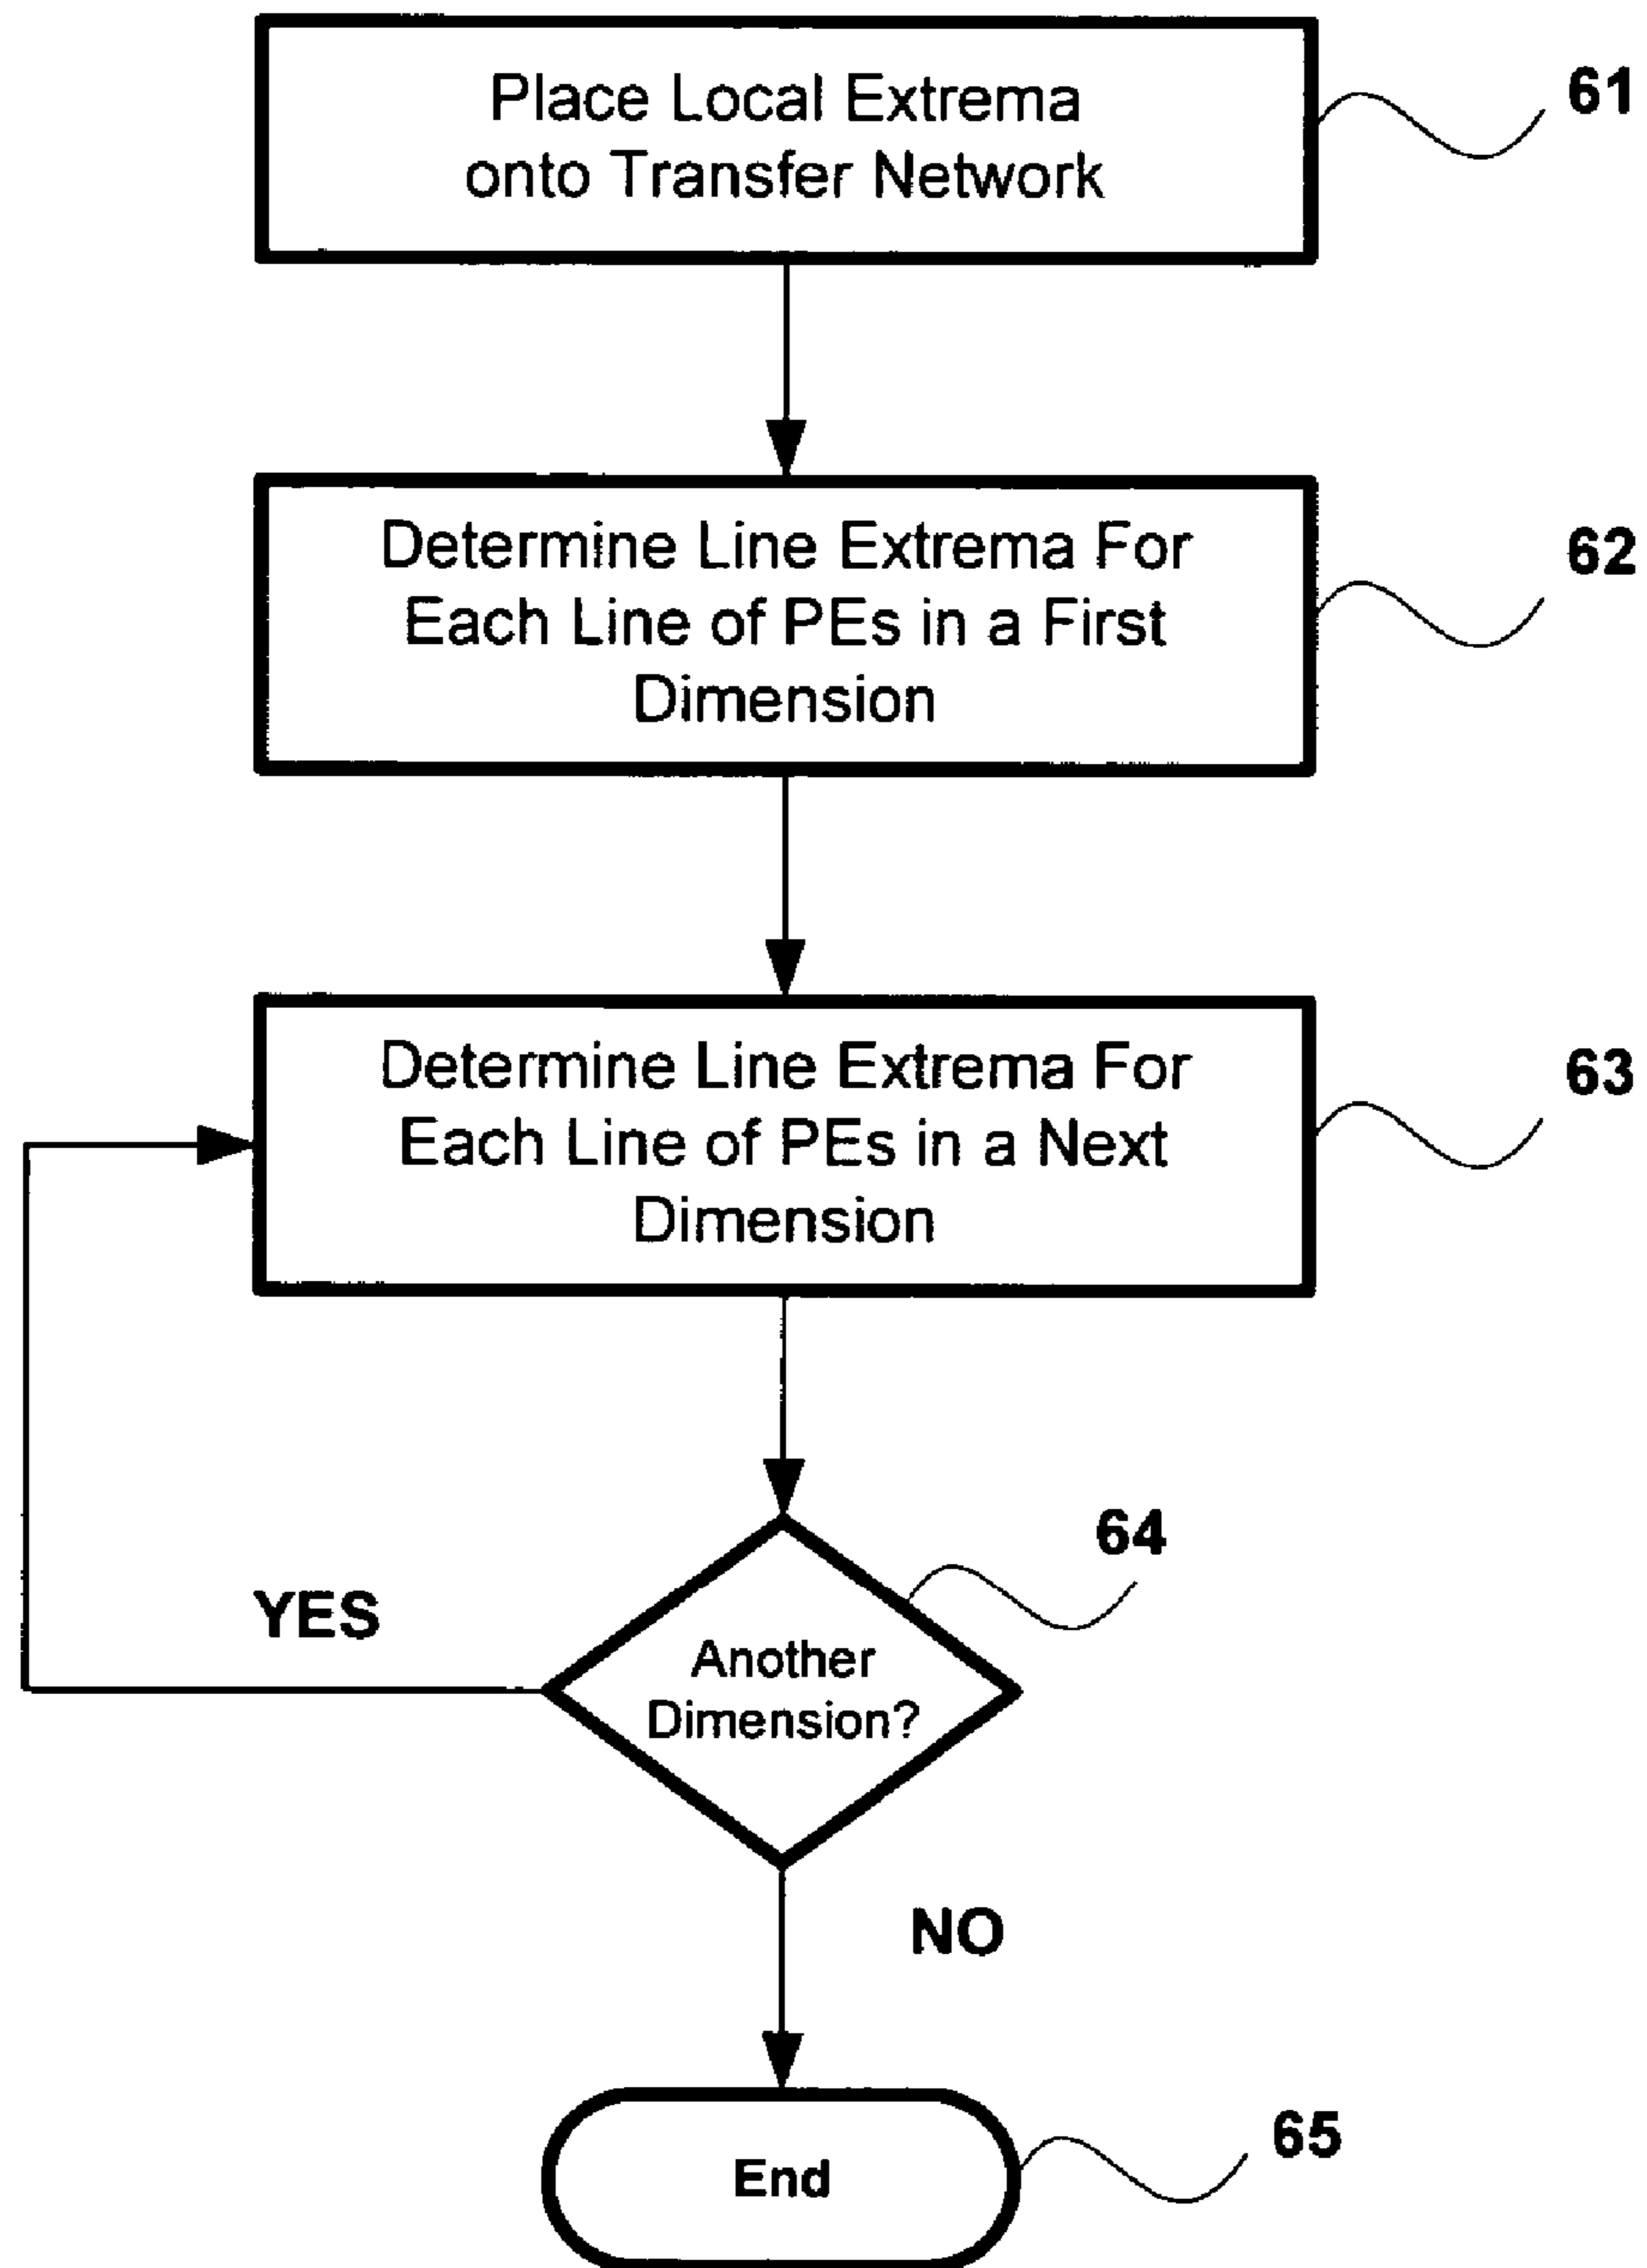 Place Local Extrema
onto Transfer Network
61
Determine Line Extrema For
Each Line of PEs in a First
Dimension
62
Determine Line Extrema For
Each Line of PEs in a Next
Dimension
63
64
Another
Dimension?
YES
NO
End
65